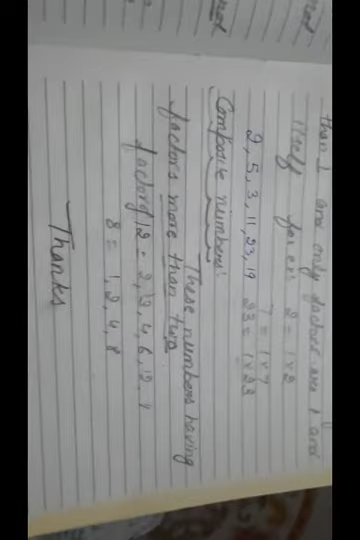 than 1 and only factors are 1 and
itself for ex 2 = 1×2
7 = 1×7
2, 5, 3, 11, 23, 19 23 = 1×23
Composite numbers:
These numbers having
factors more than two
factors 12 = 2, 3, 4, 6, 12, 1
8 = 1, 2, 4, 8
Thanks